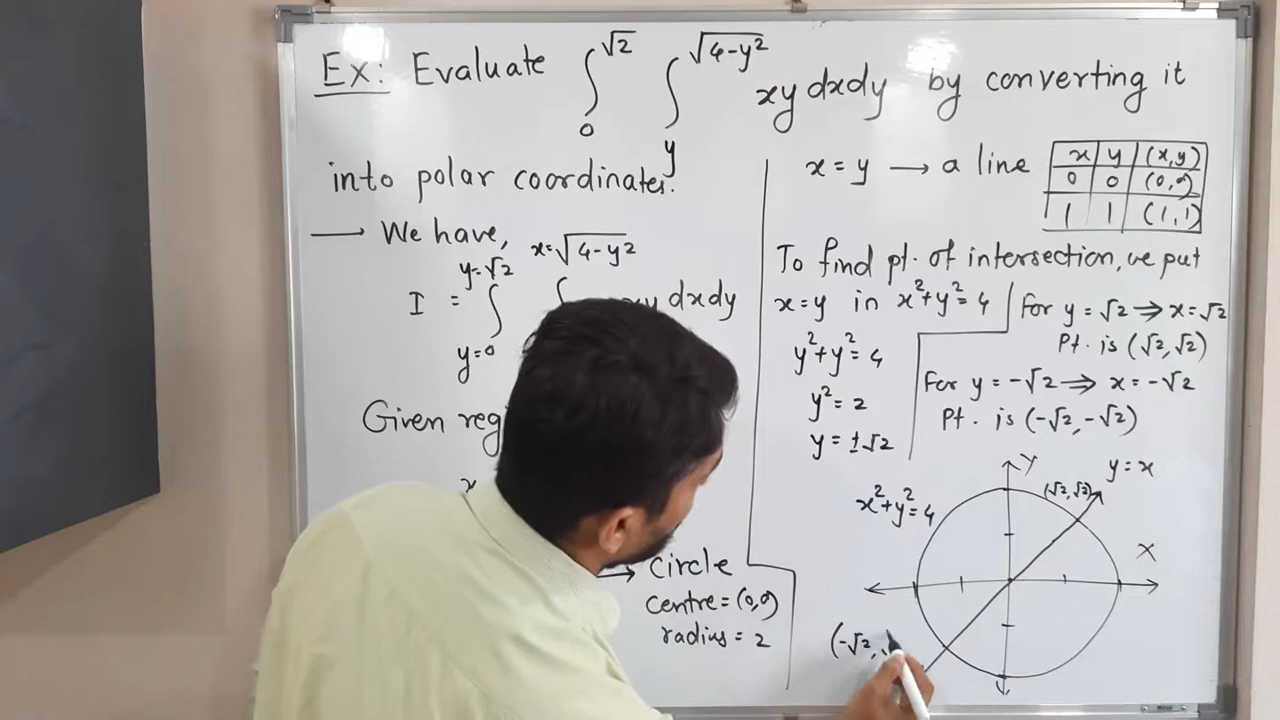 Ex: Evaluate ∫₀^√2 ∫_y^√(4-y²) xy dxdy by converting it
into polar coordinates.
→ We have,
y=√2 x=√(4-y²)
I = ∫ ∫ dxdy
y=0
Given
x
→ Circle
Centre = (0,0)
radius = 2
x = y → a line
x y (x,y)
0 0 (0,0)
1 1 (1,1)
To find pt. of intersection, we put
x=y in x²+y²=4
y²+y²=4
y²=2
y=±√2
For y=√2 ⇒ x=√2
Pt. is (√2,√2)
For y=-√2 ⇒ x=-√2
Pt. is (-√2,-√2)
Y
y=x
(√2,√2)
x²+y²=4
X
(-√2,